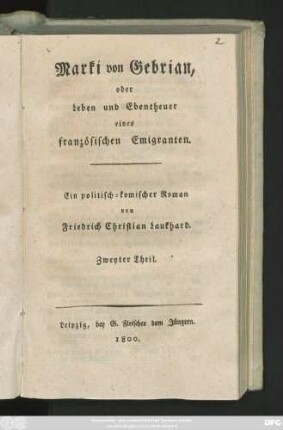 2
Marki von Gebrian,
oder
Leben und Ebentheuer
eines
französischen Emigranten.
Ein politisch-komischer Roman
von
Friedrich Christian Laukhard.
Zweyter Theil.
Leipzig, bey G. Fleischer dem Jüngern.
1800.